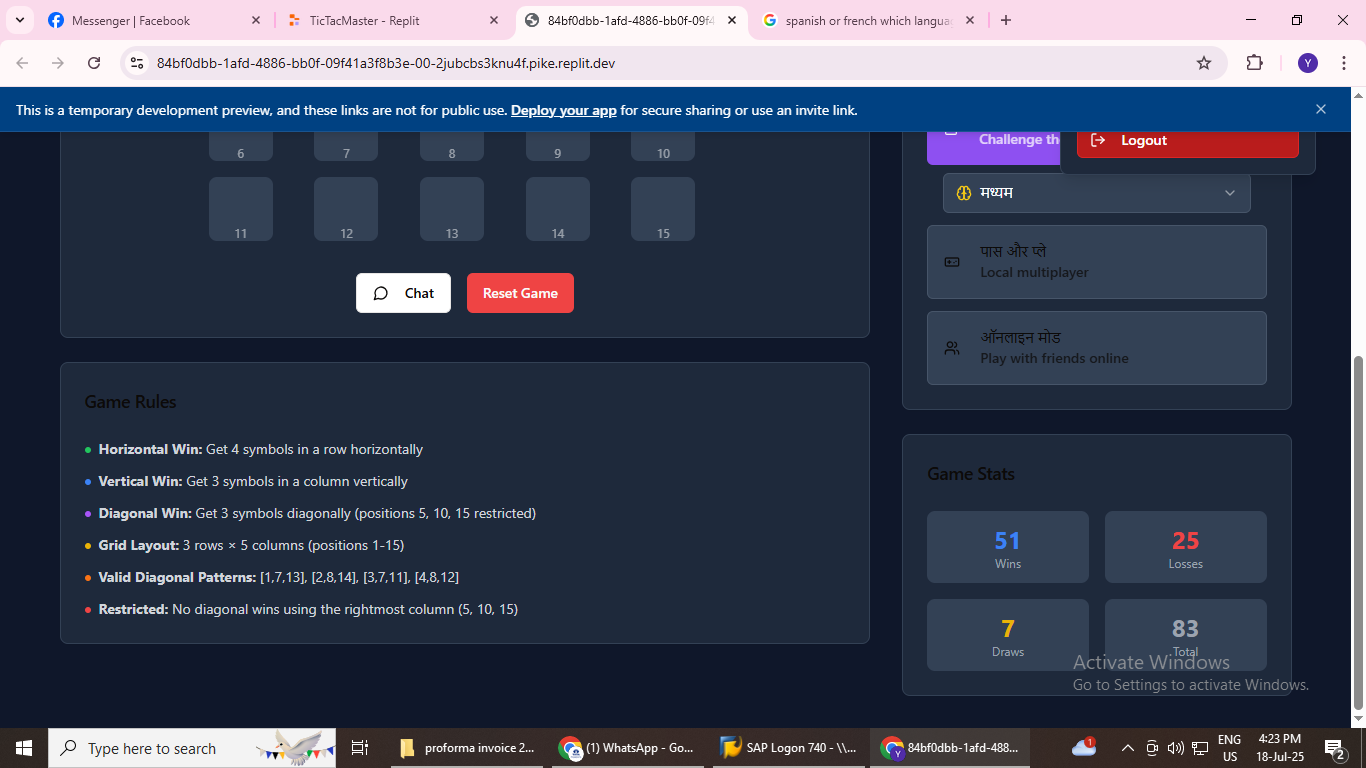 Messenger | Facebook
TicTacMaster - Replit
84bf0dbb-1afd-4886-bb0f-09f4
spanish or french which langua
84bf0dbb-1afd-4886-bb0f-09f41a3f8b3e-00-2jubcbs3knu4f.pike.replit.dev
Y
This is a temporary development preview, and these links are not for public use. Deploy your app for secure sharing or use an invite link.
6 7 8 9 10
11 12 13 14 15
Chat
Reset Game
Game Rules
Horizontal Win: Get 4 symbols in a row horizontally
Vertical Win: Get 3 symbols in a column vertically
Diagonal Win: Get 3 symbols diagonally (positions 5, 10, 15 restricted)
Grid Layout: 3 rows × 5 columns (positions 1-15)
Valid Diagonal Patterns: [1,7,13], [2,8,14], [3,7,11], [4,8,12]
Restricted: No diagonal wins using the rightmost column (5, 10, 15)
Challenge th
Logout
मध्यम
पास और प्ले
Local multiplayer
ऑनलाइन मोड
Play with friends online
Game Stats
51
Wins
25
Losses
7
Draws
83
Total
Activate Windows
Go to Settings to activate Windows.
Type here to search
proforma invoice 2...
(1) WhatsApp - Go...
SAP Logon 740 - \\...
84bf0dbb-1afd-488...
1
ENG
US
4:23 PM
18-Jul-25
2